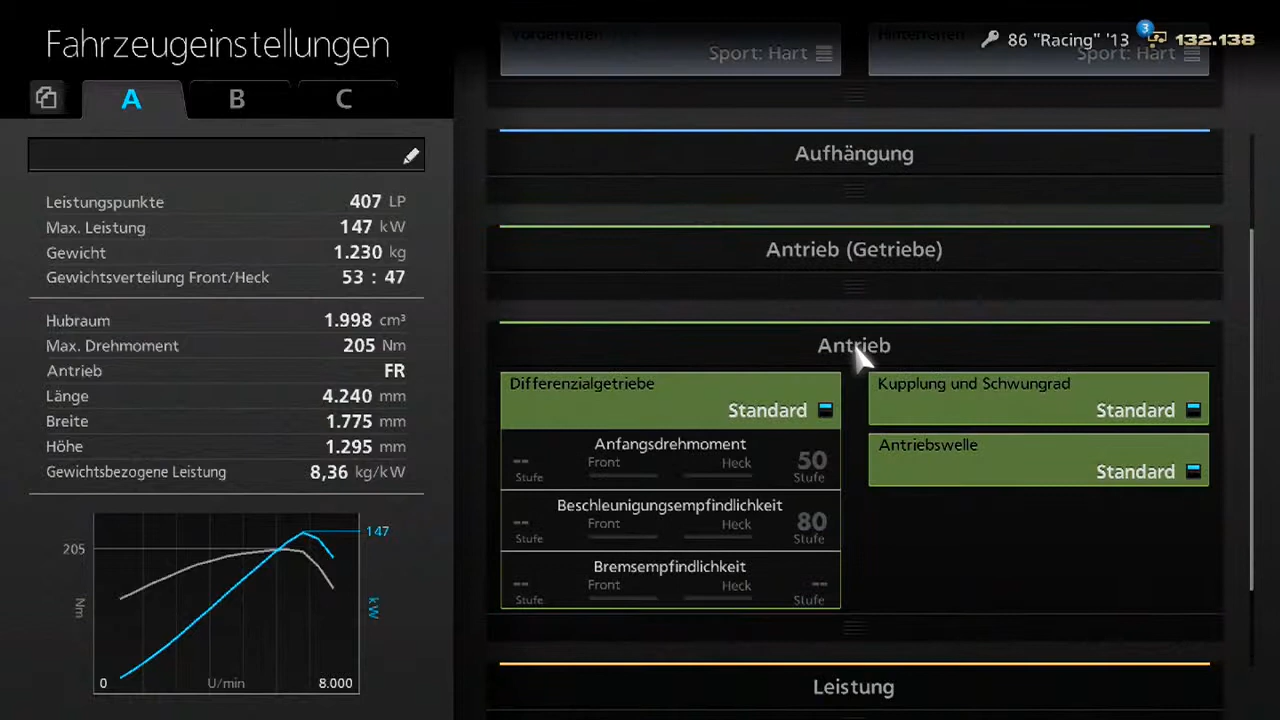 Fahrzeugeinstellungen
A B C
Leistungspunkte 407 LP
Max. Leistung 147 kW
Gewicht 1.230 kg
Gewichtsverteilung Front/Heck 53 : 47
Hubraum 1.998 cm³
Max. Drehmoment 205 Nm
Antrieb FR
Länge 4.240 mm
Breite 1.775 mm
Höhe 1.295 mm
Gewichtsbezogene Leistung 8,36 kg/kW
147
205
Nm
kW
0 U/min 8.000
Vorderreifen
Sport: Hart
Hinterreifen
Sport: Hart
86 "Racing" '13 3 132.138
Aufhängung
Antrieb (Getriebe)
Antrieb
Differenzialgetriebe
Standard
Anfangsdrehmoment
-- Front Heck 50
Stufe Stufe
Beschleunigungsempfindlichkeit
-- Front Heck 80
Stufe Stufe
Bremsempfindlichkeit
-- Front Heck --
Stufe Stufe
Kupplung und Schwungrad
Standard
Antriebswelle
Standard
Leistung